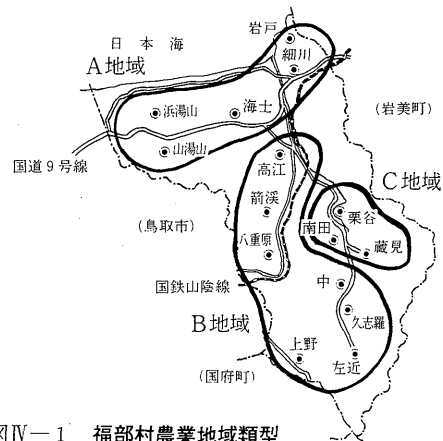 岩戸
日本海
細川
A地域
(岩美町)
浜湯山
海士
国道9号線
山湯山
高江
C地域
箭渓
栗谷
(鳥取市)
南田
蔵見
八重原
国鉄山陰線
中
B地域
久志羅
上野
左近
(国府町)
図Ⅳ－1 福部村農業地域類型